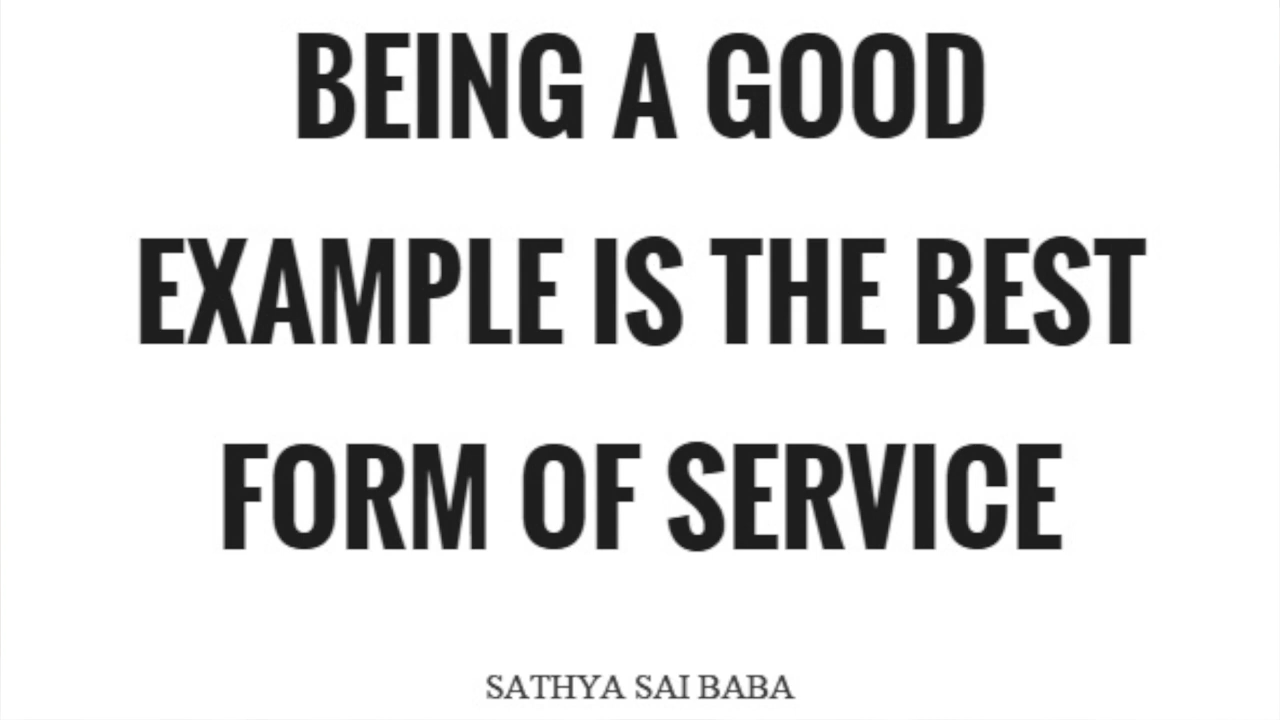 BEING A GOOD
EXAMPLE IS THE BEST
FORM OF SERVICE
SATHYA SAI BABA